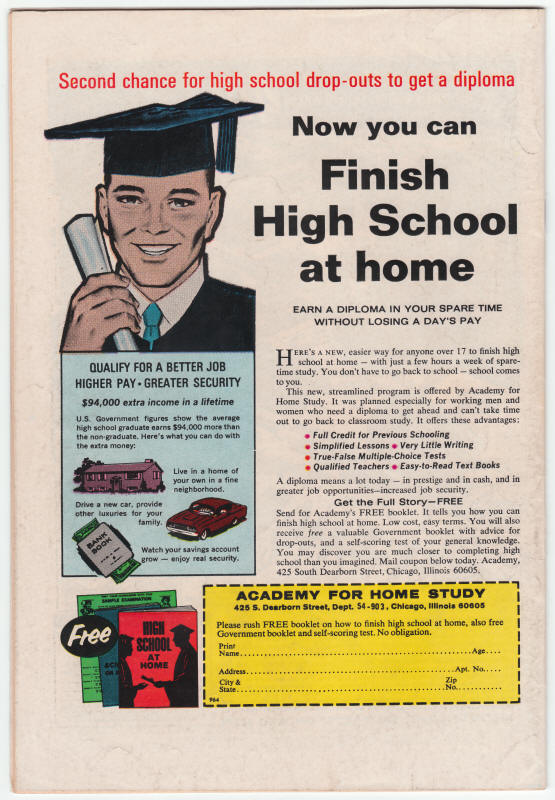 Second chance for high school drop-outs to get a diploma
Now you can
Finish
High School
at home
EARN A DIPLOMA IN YOUR SPARE TIME
WITHOUT LOSING A DAY'S PAY
HERE'S A NEW, easier way for anyone over 17 to finish high
school at home — with just a few hours a week of spare-
time study. You don't have to go back to school — school comes
to you.
This new, streamlined program is offered by Academy for
Home Study. It was planned especially for working men and
women who need a diploma to get ahead and can't take time
out to go back to classroom study. It offers these advantages:
• Full Credit for Previous Schooling
• Simplified Lessons • Very Little Writing
• True-False Multiple-Choice Tests
• Qualified Teachers • Easy-to-Read Text Books
A diploma means a lot today — in prestige and in cash, and in
greater job opportunities—increased job security.
Get the Full Story—FREE
Send for Academy's FREE booklet. It tells you how you can
finish high school at home. Low cost, easy terms. You will also
receive free a valuable Government booklet with advice for
drop-outs, and a self-scoring test of your general knowledge.
You may discover you are much closer to completing high
school than you imagined. Mail coupon below today. Academy,
425 South Dearborn Street, Chicago, Illinois 60605.
QUALIFY FOR A BETTER JOB
HIGHER PAY • GREATER SECURITY
$94,000 extra income in a lifetime
U.S. Government figures show the average
high school graduate earns $94,000 more than
the non-graduate. Here's what you can do with
the extra money:
Live in a home of
your own in a fine
neighborhood.
Drive a new car, provide
other luxuries for your
family.
BANK
BOOK
Watch your savings account
grow — enjoy real security.
SAMPLE EXAMINATION
Free
HIGH
SCHOOL
AT
HOME
ACADEMY FOR HOME STUDY
425 S. Dearborn Street, Dept. 54-903, Chicago, Illinois 60605
Please rush FREE booklet on how to finish high school at home, also free
Government booklet and self-scoring test. No obligation.
Print
Name Age
Address Apt. No.
City & Zip
State No.
964